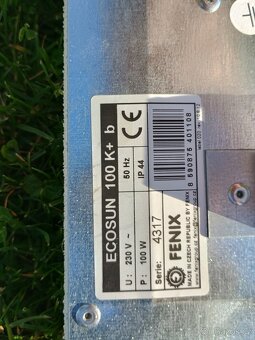 ECOSUN 100 K+ b
U : 230 V ~ 50 Hz
P : 100 W IP 44
CE
Serie: 4317
FENIX
MADE IN CZECH REPUBLIC BY FENIX
8 590876 401108